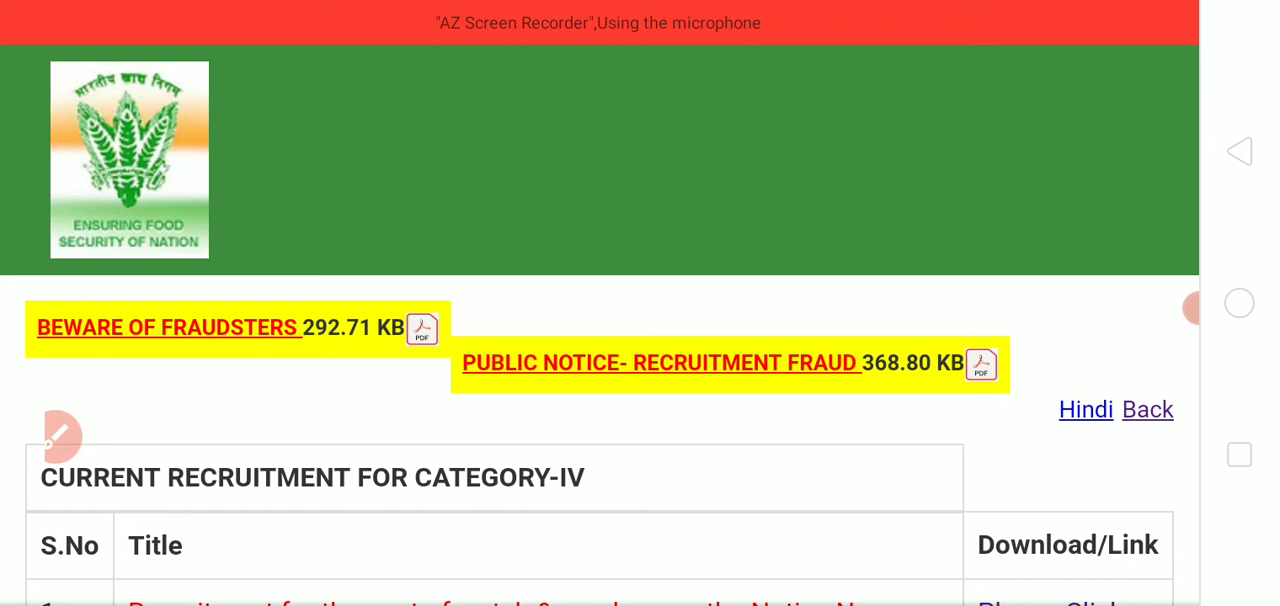 "AZ Screen Recorder",Using the microphone
भारतीय खाद्य निगम
ENSURING FOOD
SECURITY OF NATION
BEWARE OF FRAUDSTERS 292.71 KB
PDF
PUBLIC NOTICE- RECRUITMENT FRAUD 368.80 KB
PDF
Hindi Back
CURRENT RECRUITMENT FOR CATEGORY-IV
S.No Title Download/Link